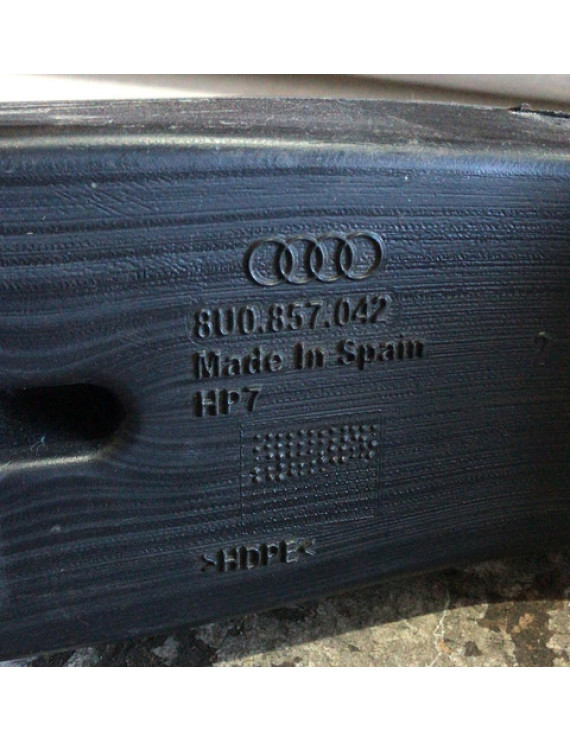 8U0.857.042
Made In Spain
HP7
>HDPE<